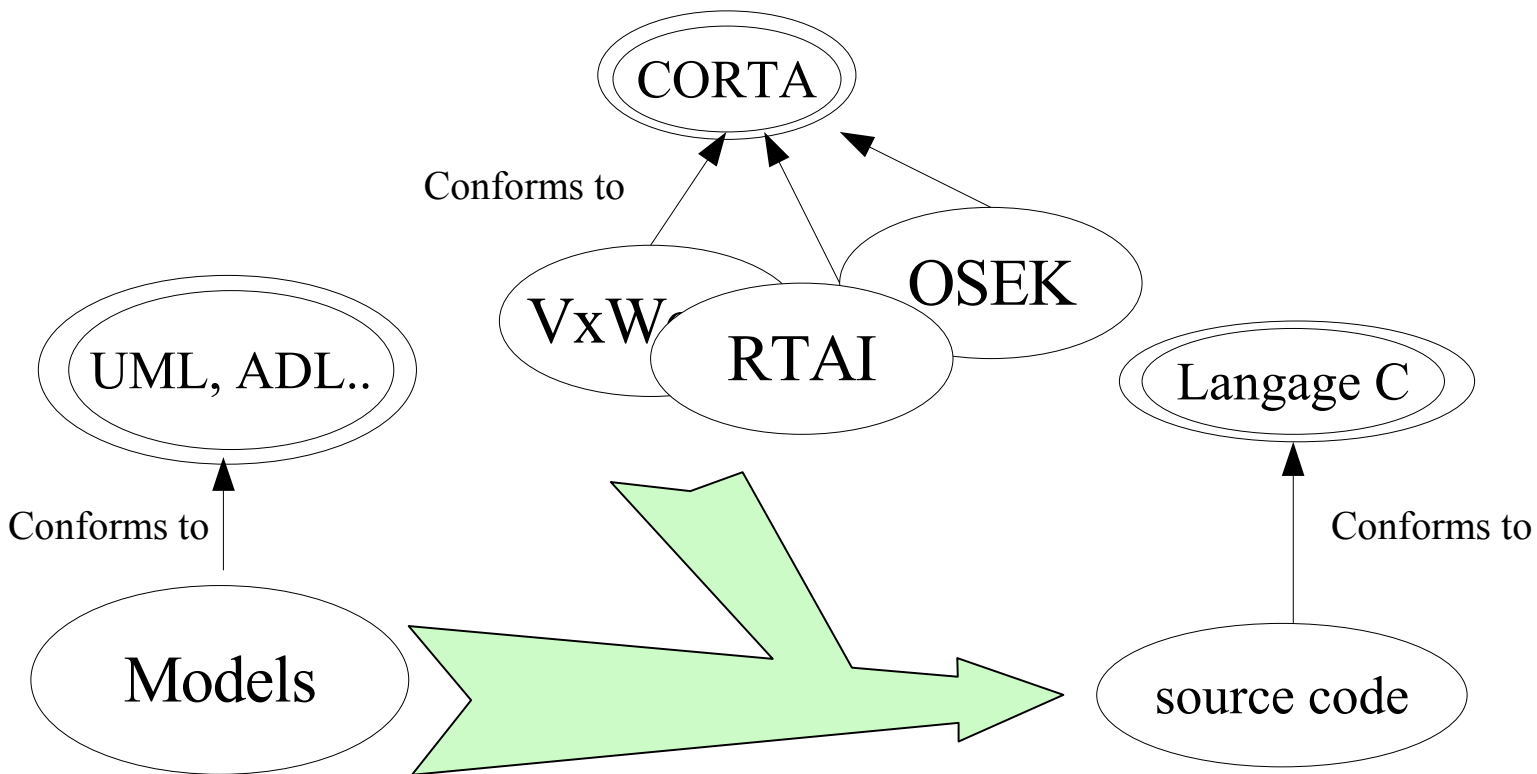 CORTA
Conforms to
OSEK
RTAI
UML, ADL..
Langage C
Conforms to
Conforms to
Models
source code